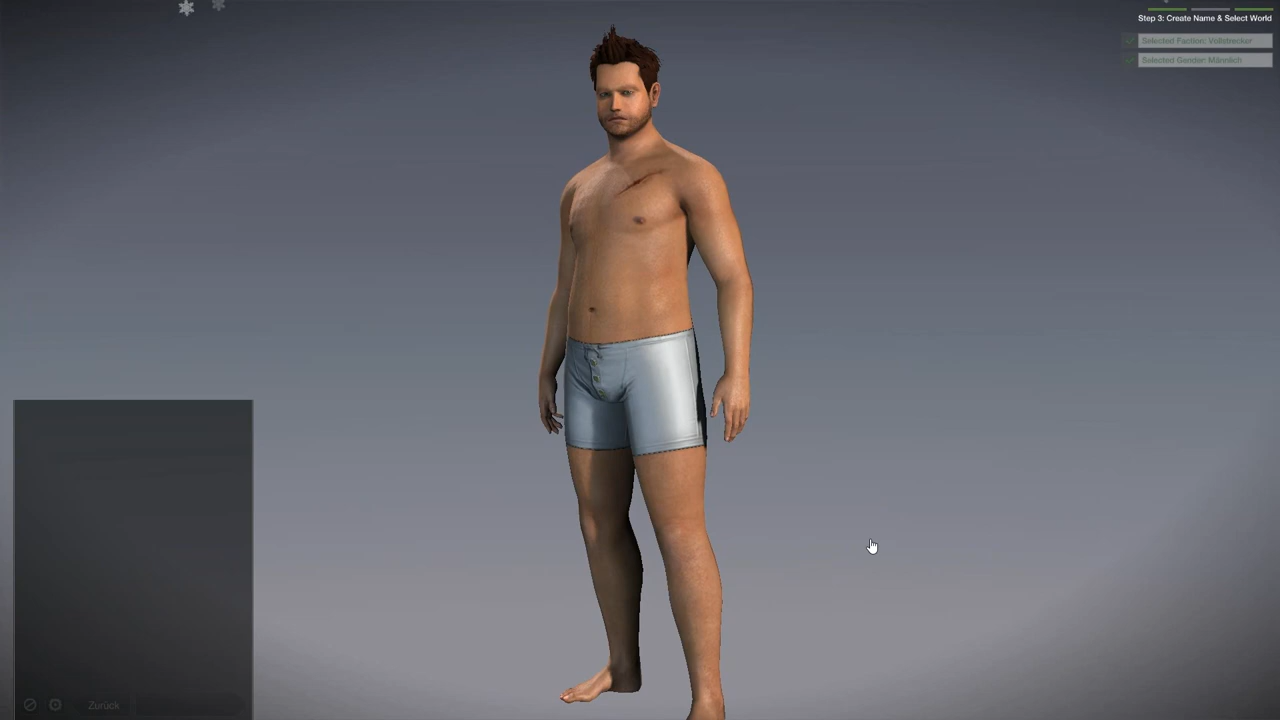 Step 3: Create Name & Select World
Selected Faction: Vollstrecker
Selected Gender: Männlich
Zurück